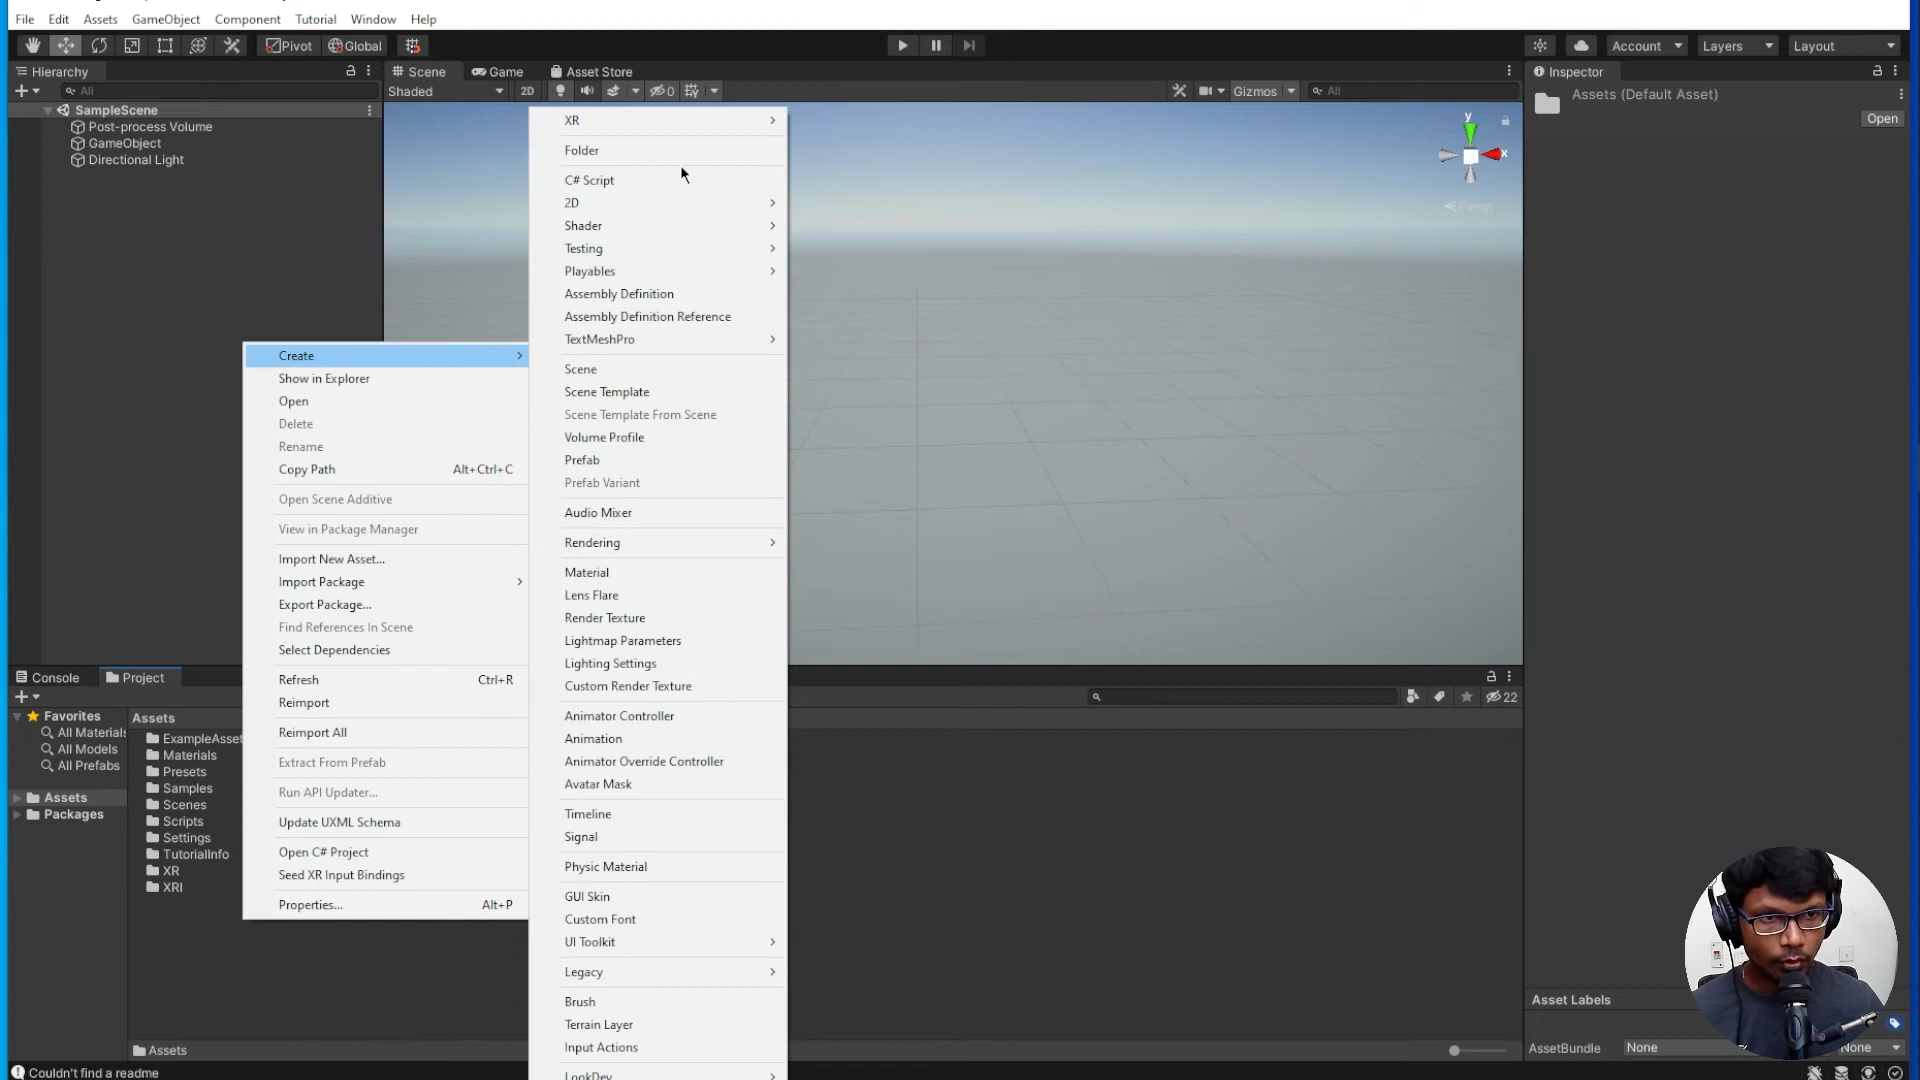 File Edit Assets GameObject Component Tutorial Window Help
Pivot Global Account Layers Layout
Hierarchy Scene Game Asset Store Inspector
All Shaded 2D 0 Gizmos All
Assets (Default Asset)
Open
SampleScene
Post-process Volume
GameObject
Directional Light
y
x
Persp
Create
Show in Explorer
Open
Delete
Rename
Copy Path Alt+Ctrl+C
Open Scene Additive
View in Package Manager
Import New Asset...
Import Package
Export Package...
Find References In Scene
Select Dependencies
Refresh Ctrl+R
Reimport
Reimport All
Extract From Prefab
Run API Updater...
Update UXML Schema
Open C# Project
Seed XR Input Bindings
Properties... Alt+P
XR
Folder
C# Script
2D
Shader
Testing
Playables
Assembly Definition
Assembly Definition Reference
TextMeshPro
Scene
Scene Template
Scene Template From Scene
Volume Profile
Prefab
Prefab Variant
Audio Mixer
Rendering
Material
Lens Flare
Render Texture
Lightmap Parameters
Lighting Settings
Custom Render Texture
Animator Controller
Animation
Animator Override Controller
Avatar Mask
Timeline
Signal
Physic Material
GUI Skin
Custom Font
UI Toolkit
Legacy
Brush
Terrain Layer
Input Actions
LookDev
Console Project
22
Favorites
All Materials
All Models
All Prefabs
Assets
Packages
Assets
ExampleAsset
Materials
Presets
Samples
Scenes
Scripts
Settings
TutorialInfo
XR
XRI
Assets
Asset Labels
AssetBundle None None
Couldn't find a readme